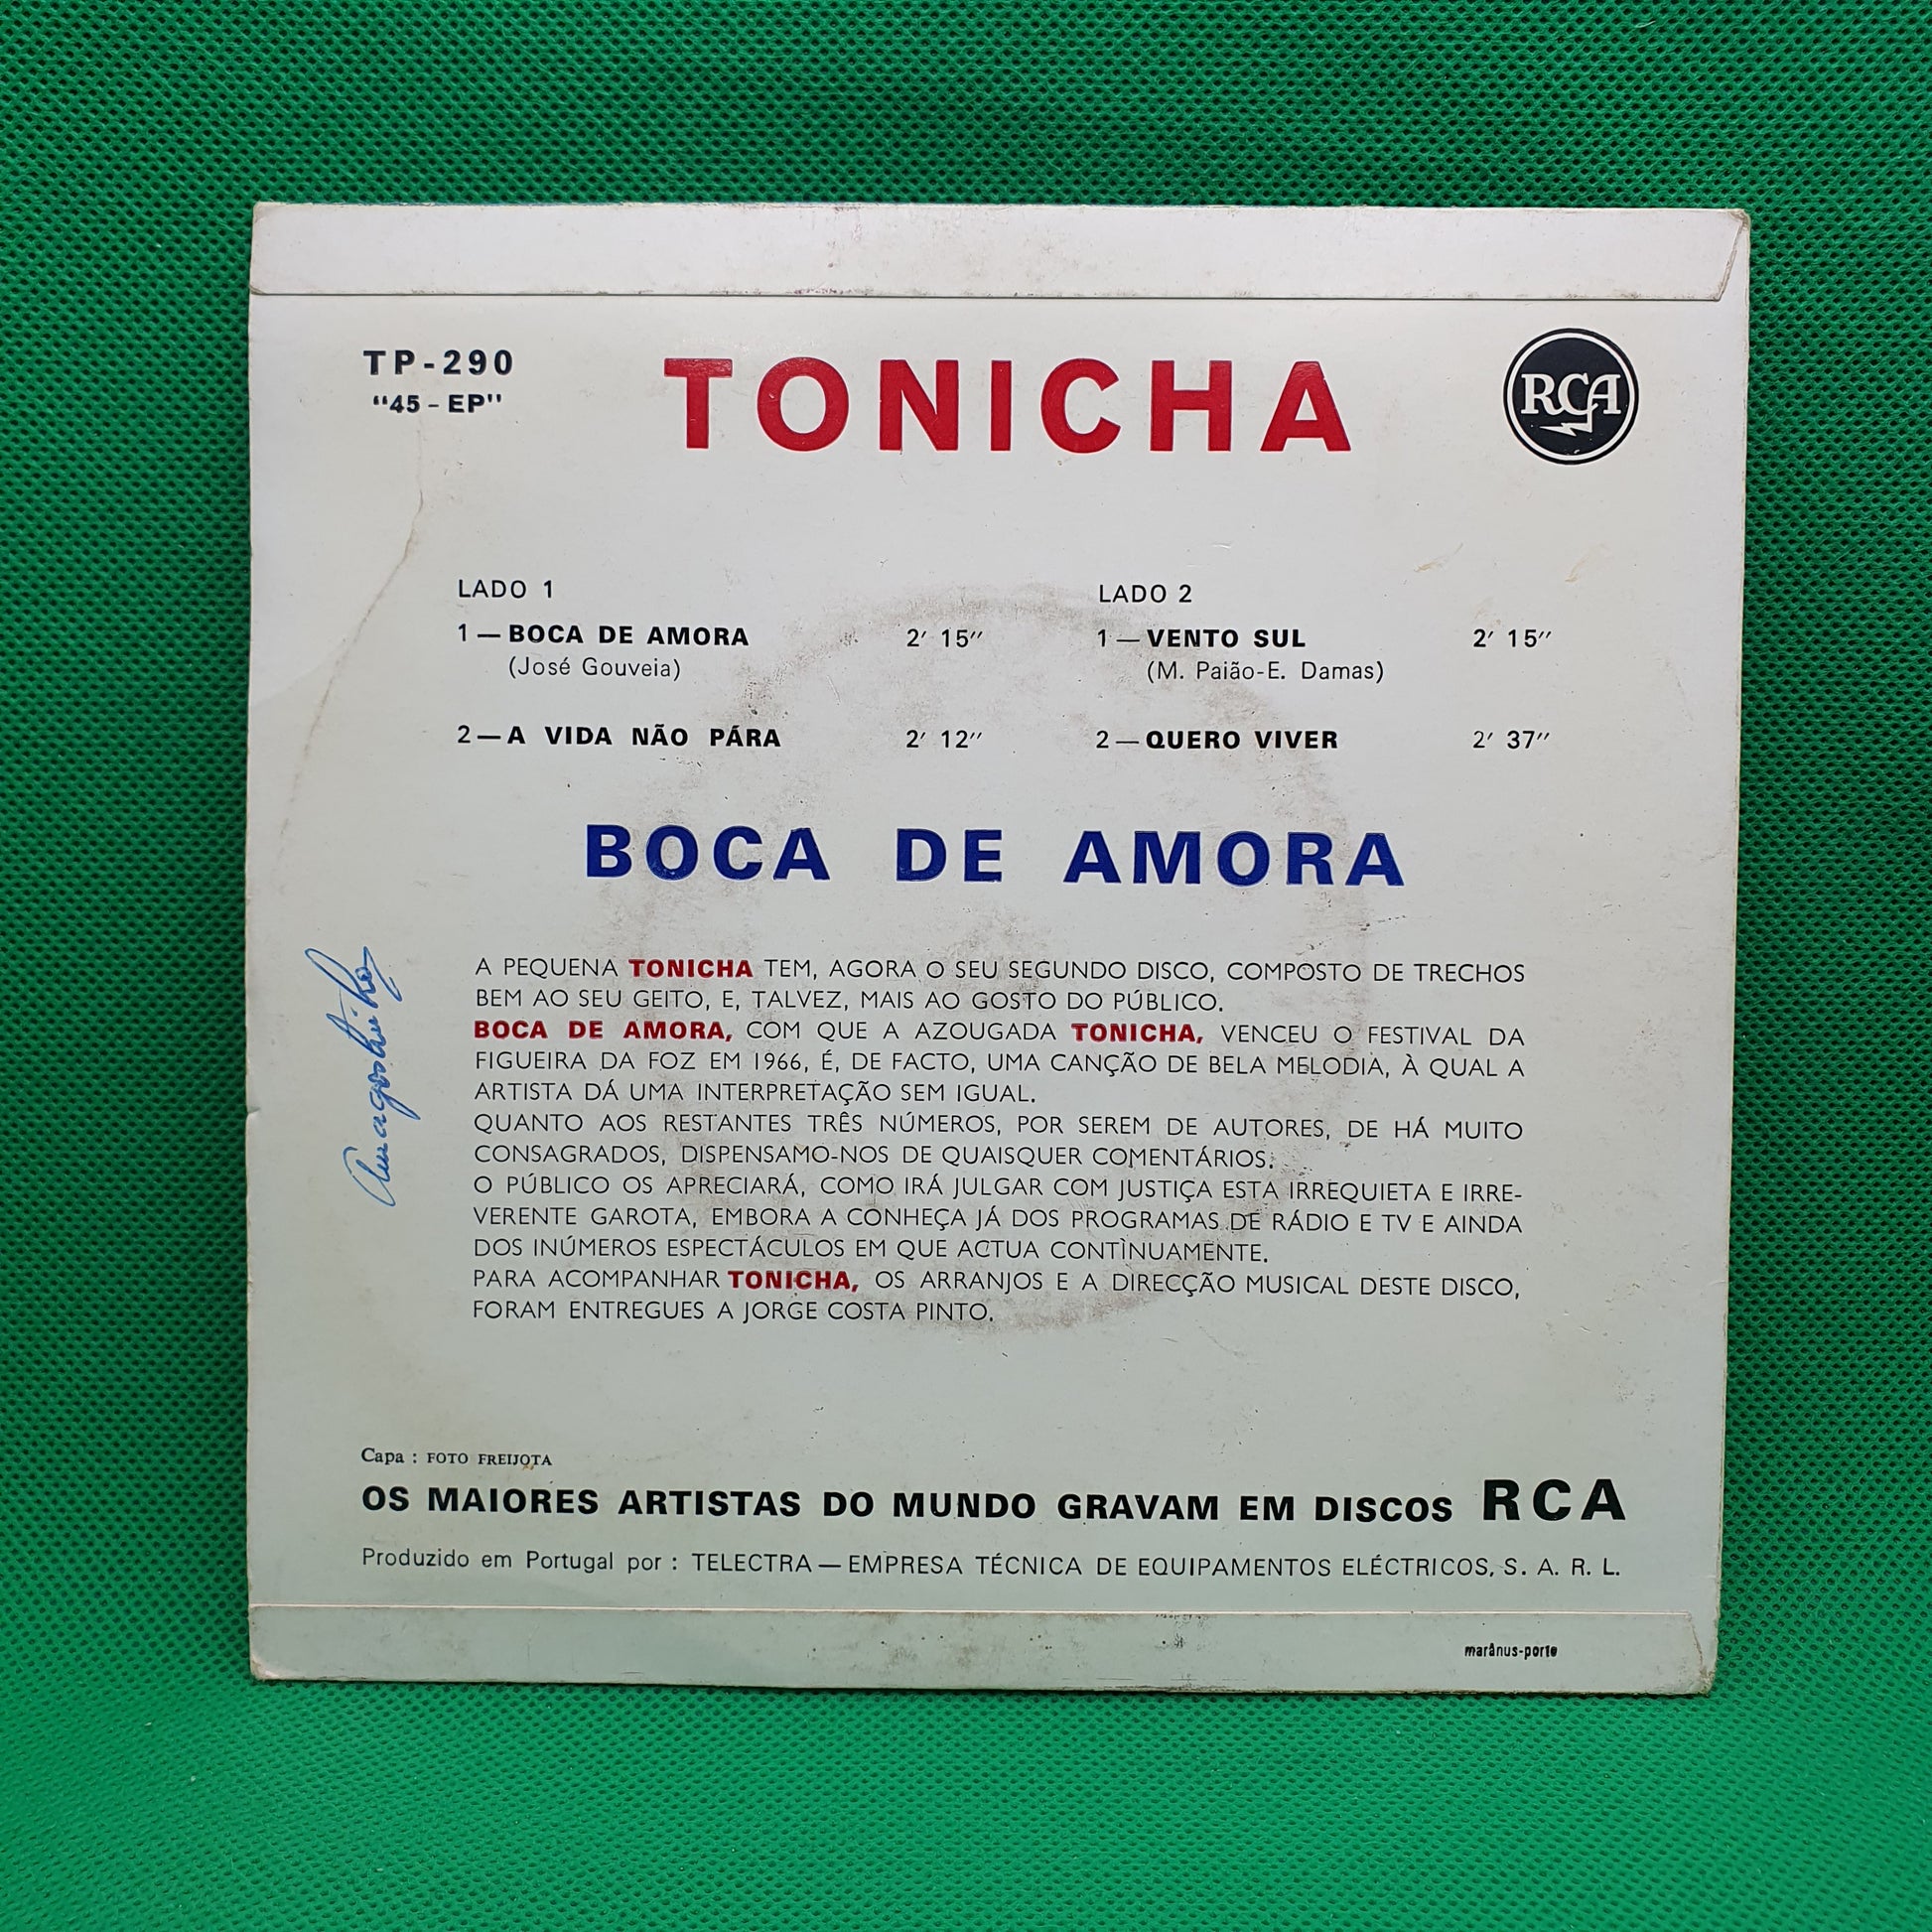 TP-290
"45-EP"
TONICHA
RCA
LADO 1
1 — BOCA DE AMORA 2' 15''
(José Gouveia)
2 — A VIDA NÃO PÁRA 2' 12''
LADO 2
1 — VENTO SUL 2' 15''
(M. Paião-E. Damas)
2 — QUERO VIVER 2' 37''
BOCA DE AMORA
A PEQUENA TONICHA TEM, AGORA O SEU SEGUNDO DISCO, COMPOSTO DE TRECHOS
BEM AO SEU GEITO, E, TALVEZ, MAIS AO GOSTO DO PÚBLICO.
BOCA DE AMORA, COM QUE A AZOUGADA TONICHA, VENCEU O FESTIVAL DA
FIGUEIRA DA FOZ EM 1966, É, DE FACTO, UMA CANÇÃO DE BELA MELODIA, À QUAL A
ARTISTA DÁ UMA INTERPRETAÇÃO SEM IGUAL.
QUANTO AOS RESTANTES TRÊS NÚMEROS, POR SEREM DE AUTORES, DE HÁ MUITO
CONSAGRADOS, DISPENSAMO-NOS DE QUAISQUER COMENTÁRIOS.
O PÚBLICO OS APRECIARÁ, COMO IRÁ JULGAR COM JUSTIÇA ESTA IRREQUIETA E IRRE-
VERENTE GAROTA, EMBORA A CONHEÇA JÁ DOS PROGRAMAS DE RÁDIO E TV E AINDA
DOS INÚMEROS ESPECTÁCULOS EM QUE ACTUA CONTÌNUAMENTE.
PARA ACOMPANHAR TONICHA, OS ARRANJOS E A DIRECÇÃO MUSICAL DESTE DISCO,
FORAM ENTREGUES A JORGE COSTA PINTO.
Capa : FOTO FREIJOTA
OS MAIORES ARTISTAS DO MUNDO GRAVAM EM DISCOS RCA
Produzido em Portugal por : TELECTRA — EMPRESA TÉCNICA DE EQUIPAMENTOS ELÉCTRICOS, S. A. R. L.
marânus-porto